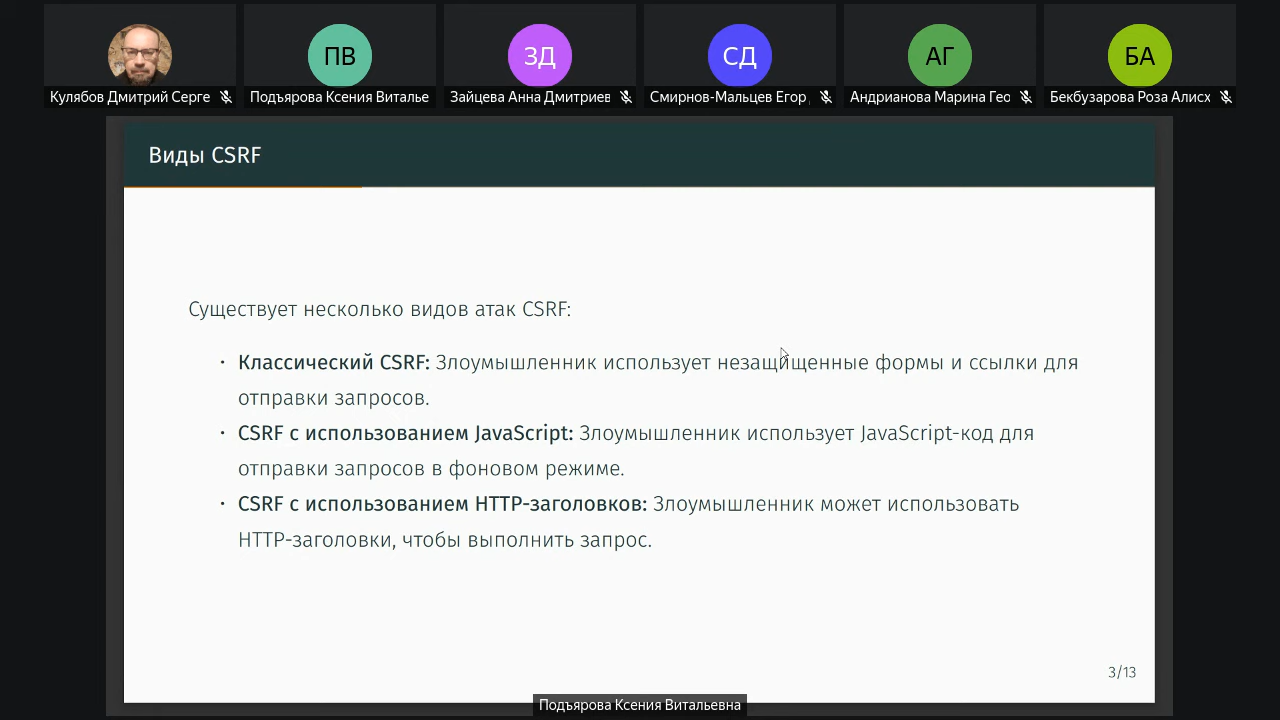 ПВ
ЗД
СД
АГ
БА
Кулябов Дмитрий Серге
Подъярова Ксения Виталье
Зайцева Анна Дмитриев
Смирнов-Мальцев Егор
Андрианова Марина Гео
Бекбузарова Роза Алисх
Виды CSRF
Существует несколько видов атак CSRF:
• Классический CSRF: Злоумышленник использует незащищенные формы и ссылки для
отправки запросов.
• CSRF с использованием JavaScript: Злоумышленник использует JavaScript-код для
отправки запросов в фоновом режиме.
• CSRF с использованием HTTP-заголовков: Злоумышленник может использовать
HTTP-заголовки, чтобы выполнить запрос.
3/13
Подъярова Ксения Витальевна